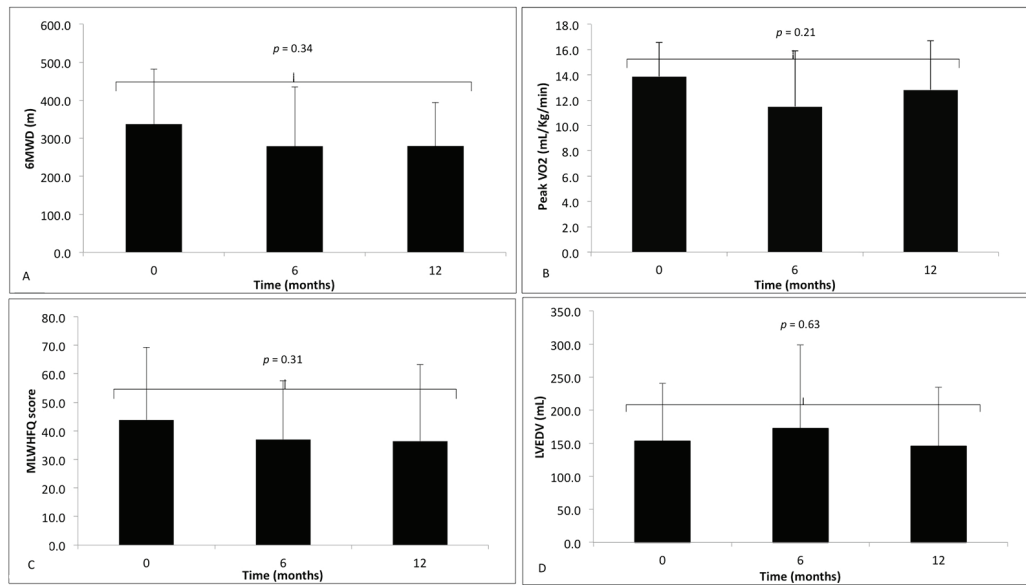 600.0
500.0
400.0
300.0
200.0
100.0
0.0
6MWD (m)
p = 0.34
0 6 12
Time (months)
A
18.0
16.0
14.0
12.0
10.0
8.0
6.0
4.0
2.0
0.0
Peak VO2 (mL/Kg/min)
p = 0.21
0 6 12
Time (months)
B
80.0
70.0
60.0
50.0
40.0
30.0
20.0
10.0
0.0
MLWHFQ score
p = 0.31
0 6 12
Time (months)
C
350.0
300.0
250.0
200.0
150.0
100.0
50.0
0.0
LVEDV (mL)
p = 0.63
0 6 12
Time (months)
D